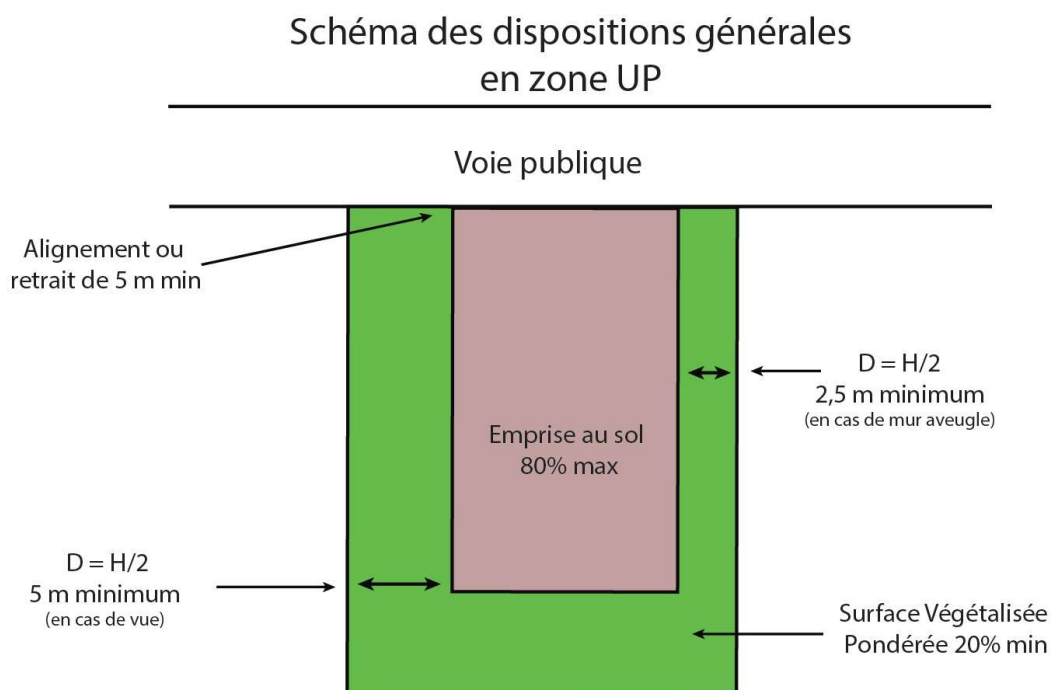 Schéma des dispositions générales
en zone UP
Voie publique
Alignement ou
retrait de 5 m min
D = H/2
2,5 m minimum
(en cas de mur aveugle)
Emprise au sol
80% max
D = H/2
5 m minimum
(en cas de vue)
Surface Végétalisée
Pondérée 20% min